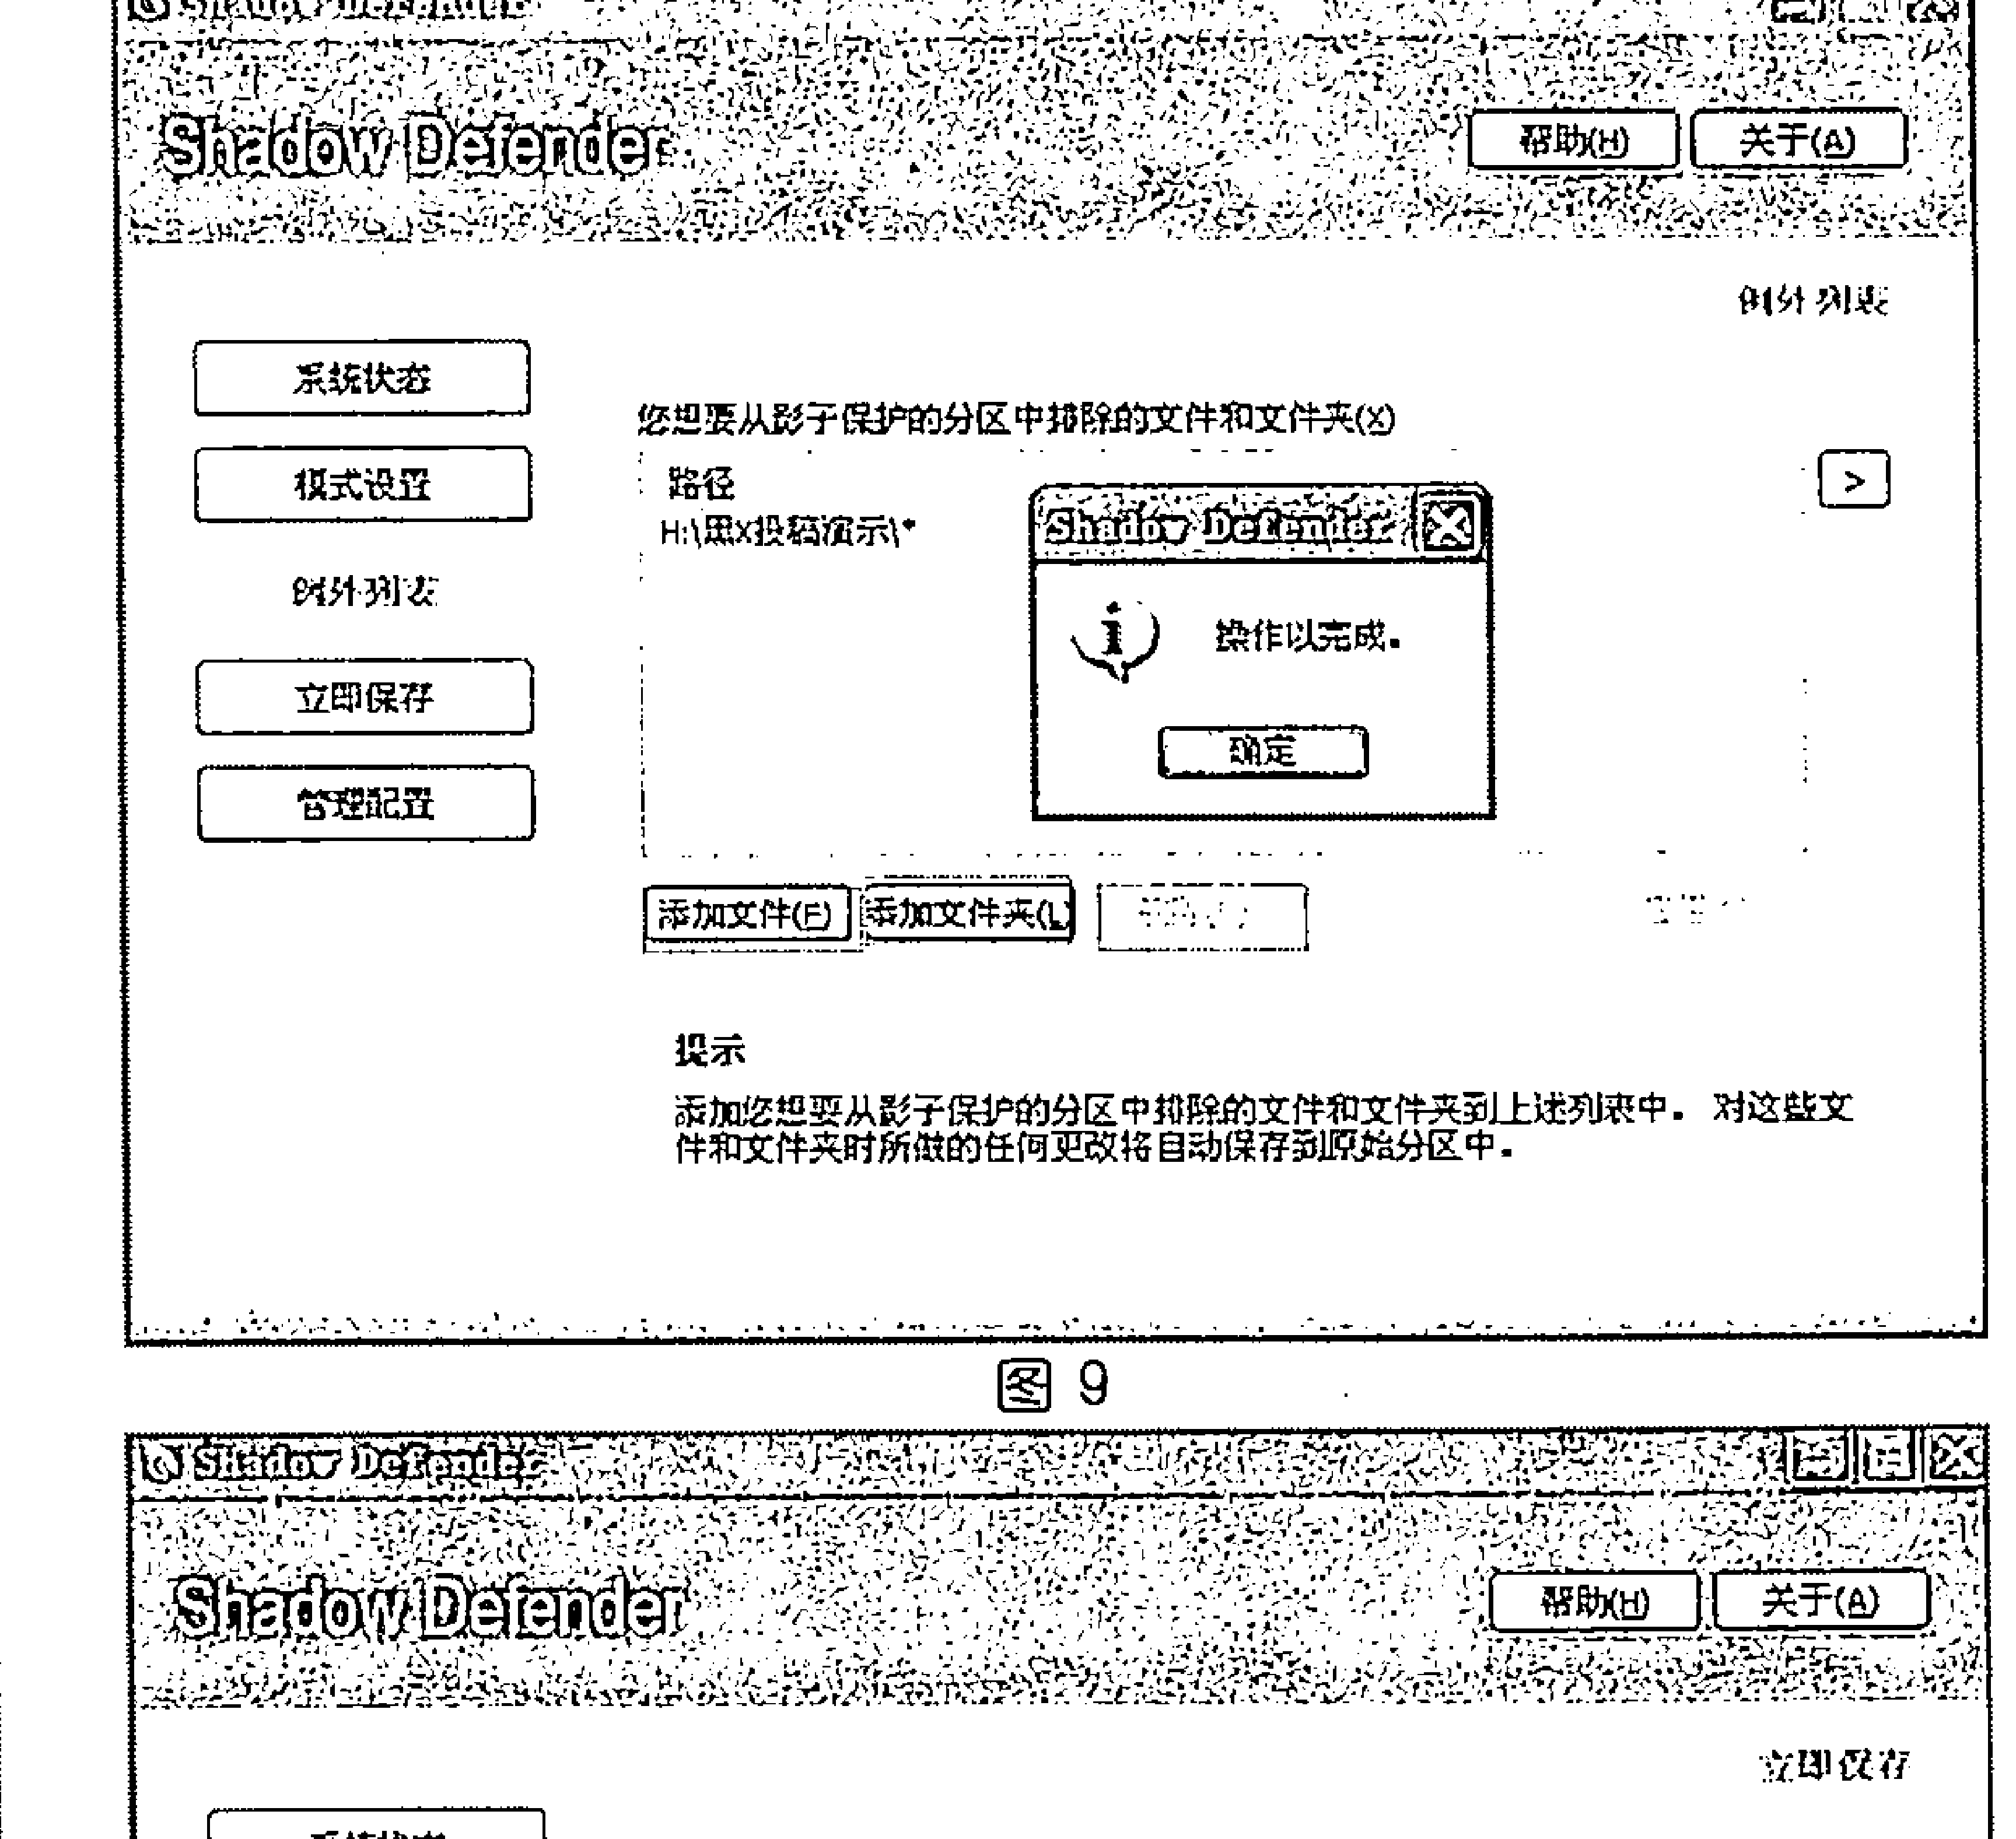 Shadow Defender
Shadow Defender
帮助(H) 关于(A)
例外列表
系统状态
您想要从影子保护的分区中排除的文件和文件夹(X)
模式设置
路径
>
H:\黑X投稿演示\*
Shadow Defender
例外列表
操作以完成。
立即保存
确定
管理配置
添加文件(F) 添加文件夹(L)
提示
添加您想要从影子保护的分区中排除的文件和文件夹到上述列表中。 对这些文
件和文件夹时所做的任何更改将自动保存到原始分区中。
图 9
Shadow Defender
Shadow Defender
帮助(H) 关于(A)
立即保存
系统状态